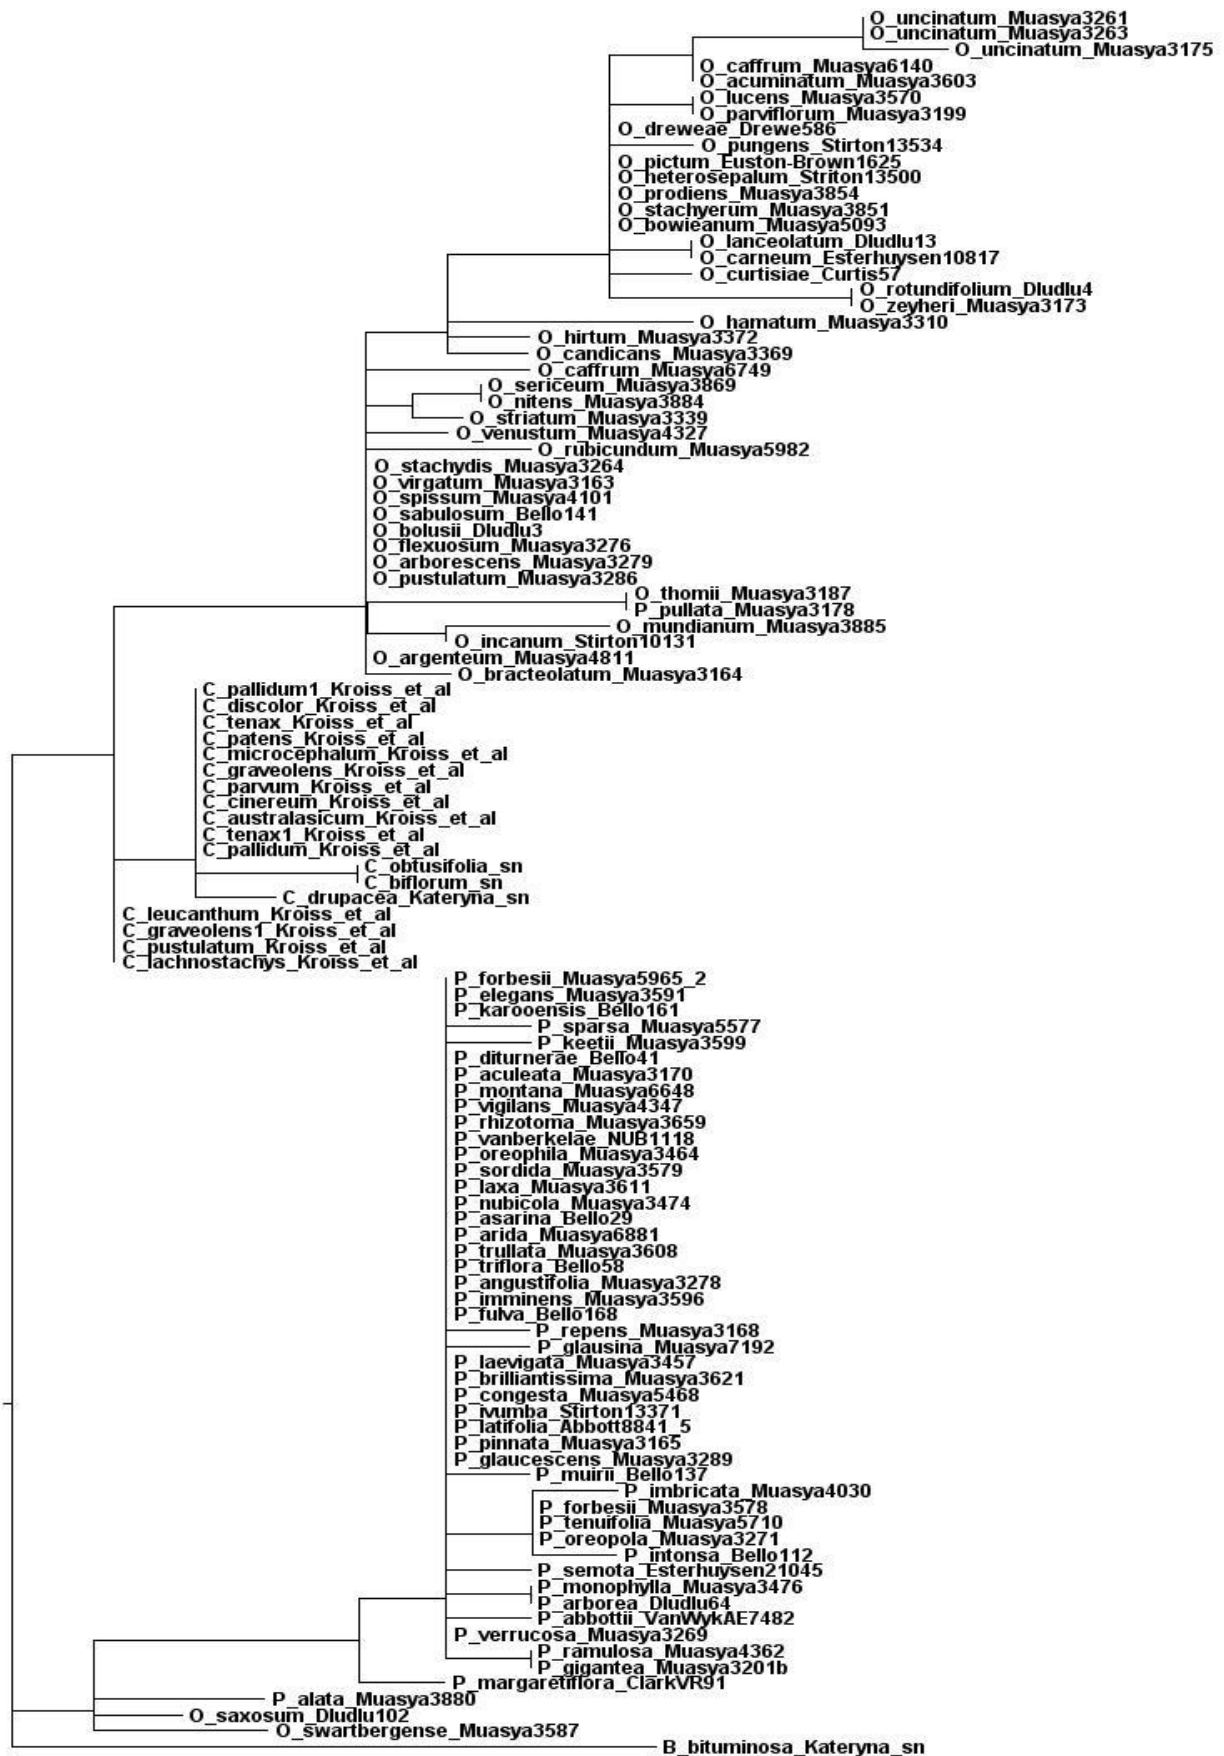 O_uncinatum_Muasya3261
O_uncinatum_Muasya3263
O_uncinatum_Muasya3175
O_caffrum_Muasya6140
O_acuminatum_Muasya3603
O_lucens_Muasya3570
O_parviflorum_Muasya3199
O_dreweae_Drewe586
O_pungens_Stirton13534
O_pictum_Euston-Brown1625
O_heterosepalum_Striton13500
O_prodiens_Muasya3854
O_stachyerum_Muasya3851
O_bowieanum_Muasya5093
O_lanceolatum_Dludlu13
O_carneum_Esterhuysen10817
O_curtisiae_Curtis57
O_rotundifolium_Dludlu4
O_zeyheri_Muasya3173
O_hamatum_Muasya3310
O_hirtum_Muasya3372
O_candicans_Muasya3369
O_caffrum_Muasya6749
O_sericeum_Muasya3869
O_nitens_Muasya3884
O_striatum_Muasya3339
O_venustum_Muasya4327
O_rubicundum_Muasya5982
O_stachydis_Muasya3264
O_virgatum_Muasya3163
O_spissum_Muasya4101
O_sabulosum_Bello141
O_bolusii_Dludlu3
O_flexuosum_Muasya3276
O_arborescens_Muasya3279
O_pustulatum_Muasya3286
O_thomii_Muasya3187
P_pullata_Muasya3178
O_mundianum_Muasya3885
O_incanum_Stirton10131
O_argenteum_Muasya4811
O_bracteolatum_Muasya3164
C_pallidum1_Kroiss_et_al
C_discolor_Kroiss_et_al
C_tenax_Kroiss_et_al
C_patens_Kroiss_et_al
C_microcephalum_Kroiss_et_al
C_graveolens_Kroiss_et_al
C_parvum_Kroiss_et_al
C_cinereum_Kroiss_et_al
C_australasicum_Kroiss_et_al
C_tenax1_Kroiss_et_al
C_pallidum_Kroiss_et_al
C_obtusifolia_sn
C_biflorum_sn
C_drupacea_Kateryna_sn
C_leucanthum_Kroiss_et_al
C_graveolens1_Kroiss_et_al
C_pustulatum_Kroiss_et_al
C_lachnostachys_Kroiss_et_al
P_forbesii_Muasya5965_2
P_elegans_Muasya3591
P_karooensis_Bello161
P_sparsa_Muasya5577
P_keetii_Muasya3599
P_diturnerae_Bello41
P_aculeata_Muasya3170
P_montana_Muasya6648
P_vigilans_Muasya4347
P_rhizotoma_Muasya3659
P_vanberkelae_NUB1118
P_oreophila_Muasya3464
P_sordida_Muasya3579
P_laxa_Muasya3611
P_nubicola_Muasya3474
P_asarina_Bello29
P_arida_Muasya6881
P_trullata_Muasya3608
P_triflora_Bello58
P_angustifolia_Muasya3278
P_imminens_Muasya3596
P_fulva_Bello168
P_repens_Muasya3168
P_glausina_Muasya7192
P_laevigata_Muasya3457
P_brilliantissima_Muasya3621
P_congesta_Muasya5468
P_ivumba_Stirton13371
P_latifolia_Abbott8841_5
P_pinnata_Muasya3165
P_glaucescens_Muasya3289
P_muirii_Bello137
P_imbricata_Muasya4030
P_forbesii_Muasya3578
P_tenuifolia_Muasya5710
P_oreopola_Muasya3271
P_intonsa_Bello112
P_semota_Esterhuysen21045
P_monophylla_Muasya3476
P_arborea_Dludlu64
P_abbottii_VanWykAE7482
P_verrucosa_Muasya3269
P_ramulosa_Muasya4362
P_gigantea_Muasya3201b
P_margaretiflora_ClarkVR91
P_alata_Muasya3880
O_saxosum_Dludlu102
O_swartbergense_Muasya3587
B_bituminosa_Kateryna_sn